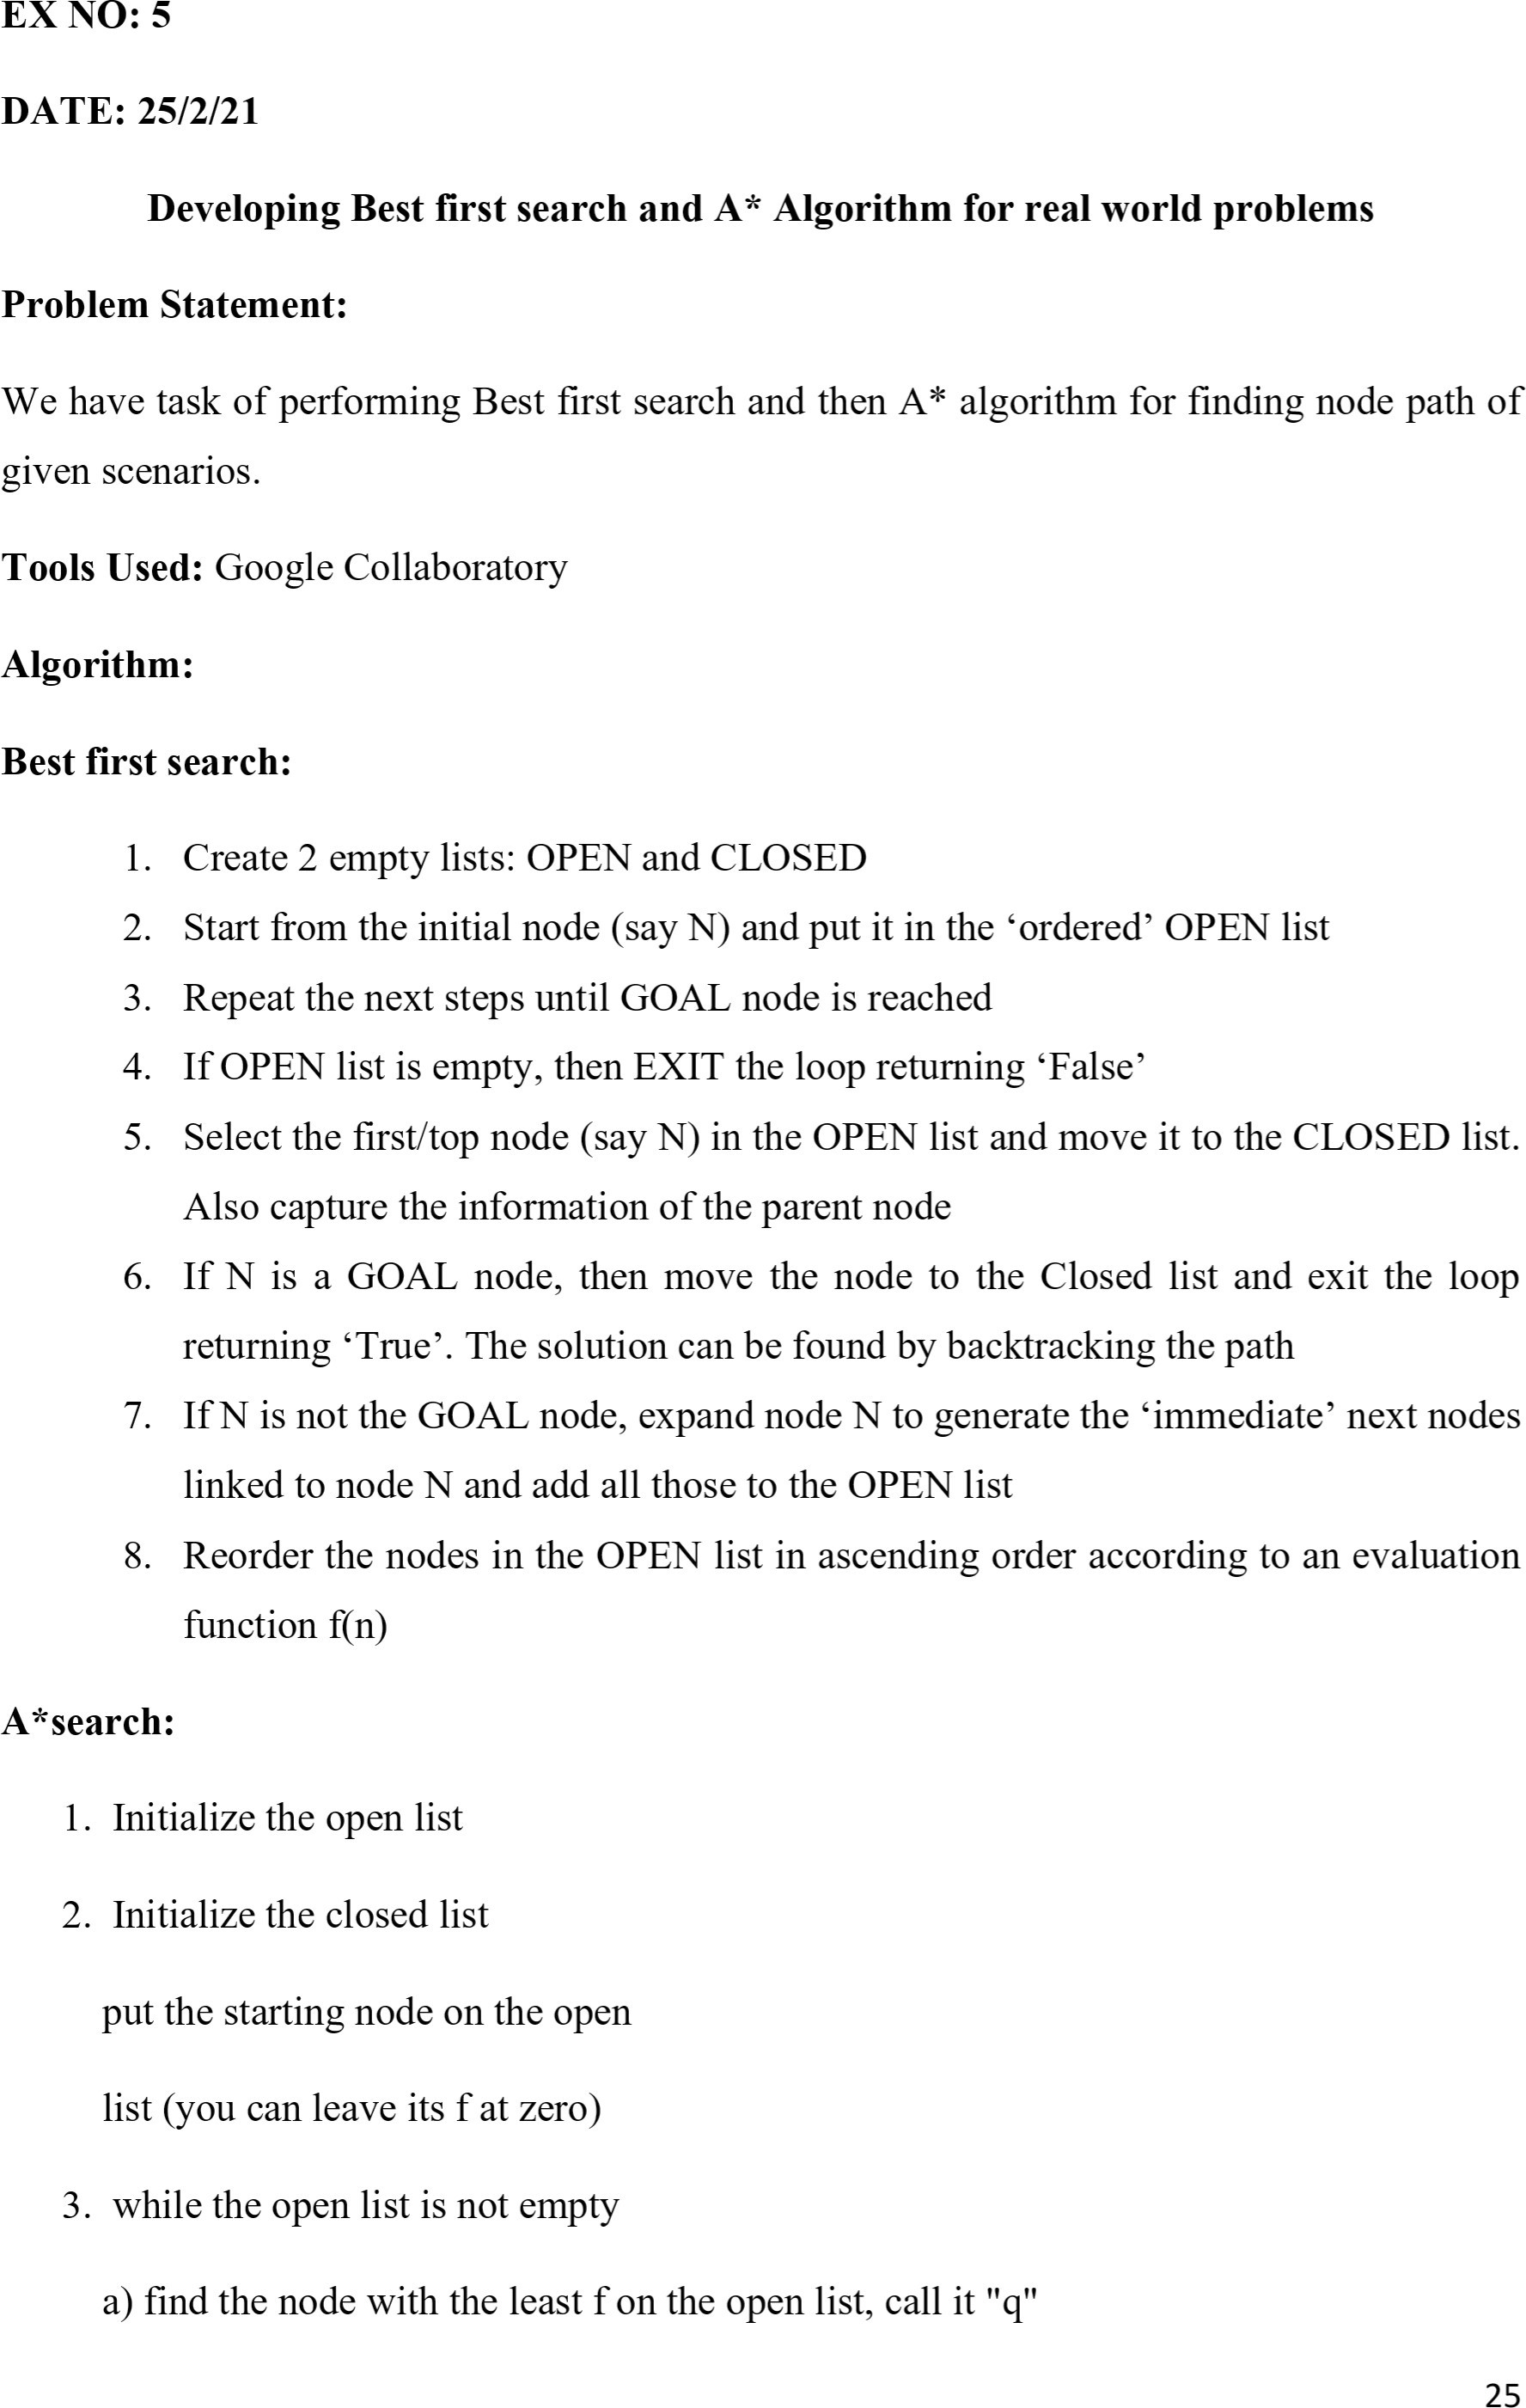 EX NO: 5
DATE: 25/2/21
Developing Best first search and A* Algorithm for real world problems
Problem Statement:
We have task of performing Best first search and then A* algorithm for finding node path of
given scenarios.
Tools Used: Google Collaboratory
Algorithm:
Best first search:
1. Create 2 empty lists: OPEN and CLOSED
2. Start from the initial node (say N) and put it in the ‘ordered’ OPEN list
3. Repeat the next steps until GOAL node is reached
4. If OPEN list is empty, then EXIT the loop returning ‘False’
5. Select the first/top node (say N) in the OPEN list and move it to the CLOSED list.
Also capture the information of the parent node
6. If N is a GOAL node, then move the node to the Closed list and exit the loop
returning ‘True’. The solution can be found by backtracking the path
7. If N is not the GOAL node, expand node N to generate the ‘immediate’ next nodes
linked to node N and add all those to the OPEN list
8. Reorder the nodes in the OPEN list in ascending order according to an evaluation
function f(n)
A*search:
1. Initialize the open list
2. Initialize the closed list
put the starting node on the open
list (you can leave its f at zero)
3. while the open list is not empty
a) find the node with the least f on the open list, call it "q"
25